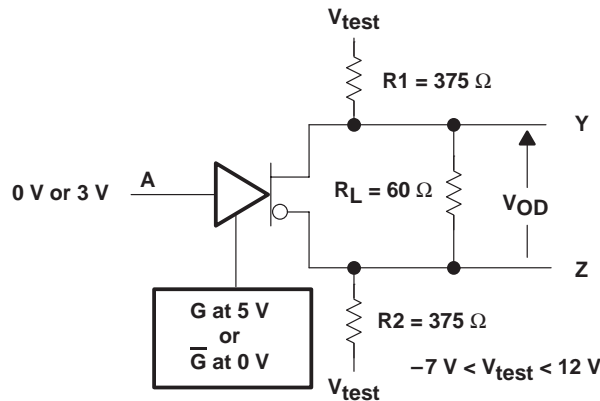 Vtest
R1 = 375 Ω
Y
A
0 V or 3 V
RL = 60 Ω
VOD
Z
G at 5 V
or
G̅ at 0 V
R2 = 375 Ω
−7 V < Vtest < 12 V
Vtest